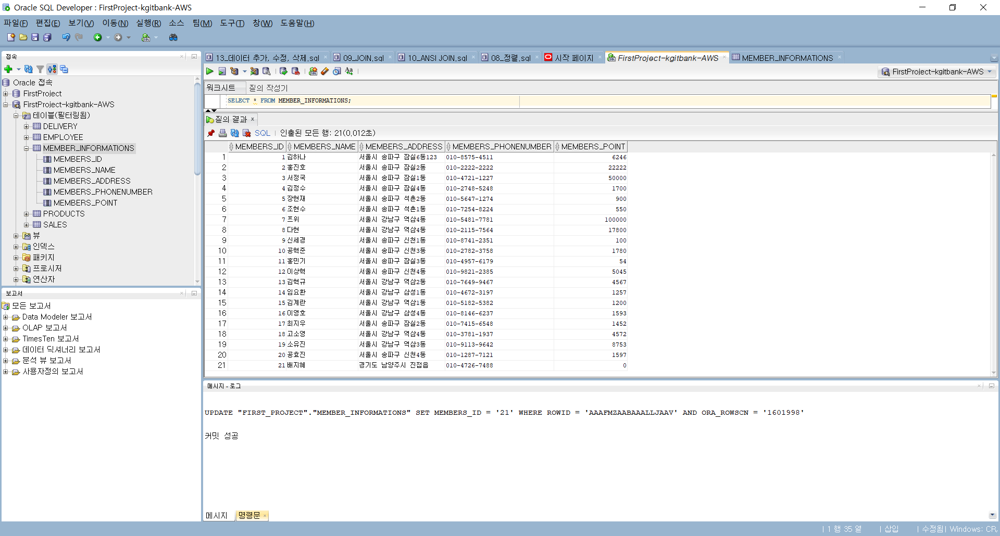 Oracle SQL Developer : FirstProject-kgitbank-AWS
파일(F) 편집(E) 보기(V) 이동(N) 실행(R) 소스 팀(M) 도구(T) 창(W) 도움말(H)
접속
Oracle 접속
FirstProject
FirstProject-kgitbank-AWS
테이블(필터링됨)
DELIVERY
EMPLOYEE
MEMBER_INFORMATIONS
MEMBERS_ID
MEMBERS_NAME
MEMBERS_ADDRESS
MEMBERS_PHONENUMBER
MEMBERS_POINT
PRODUCTS
SALES
뷰
인덱스
패키지
프로시저
연산자
보고서
모든 보고서
Data Modeler 보고서
OLAP 보고서
TimesTen 보고서
데이터 딕셔너리 보고서
분석 뷰 보고서
사용자정의 보고서
13_데이터 추가, 수정, 삭제.sql 09_JOIN.sql 10_ANSI JOIN.sql 08_정렬.sql 시작 페이지 FirstProject-kgitbank-AWS MEMBER_INFORMATIONS
FirstProject-kgitbank-AWS
워크시트 질의 작성기
SELECT * FROM MEMBER_INFORMATIONS;
질의 결과
SQL 인출된 모든 행: 21(0.012초)
MEMBERS_ID MEMBERS_NAME MEMBERS_ADDRESS MEMBERS_PHONENUMBER MEMBERS_POINT
1 1 김하나 서울시 송파구 잠실6동123 010-8575-4511 6246
2 2 홍진호 서울시 송파구 잠실2동 010-2222-2222 22222
3 3 서정국 서울시 송파구 잠실1동 010-4721-1227 50000
4 4 김정수 서울시 송파구 잠실4동 010-2748-5248 1700
5 5 장현재 서울시 송파구 석촌2동 010-5647-1274 900
6 6 조현수 서울시 송파구 석촌1동 010-7254-8224 550
7 7 쯔위 서울시 강남구 역삼4동 010-5481-7781 100000
8 8 다현 서울시 강남구 역삼4동 010-2115-7564 17800
9 9 신세경 서울시 송파구 신천1동 010-8741-2351 100
10 10 공혁준 서울시 송파구 신천3동 010-2782-3758 1780
11 11 홍민기 서울시 송파구 잠실3동 010-4957-6179 54
12 12 이상혁 서울시 송파구 신천4동 010-9821-2385 5045
13 13 김혁규 서울시 강남구 역삼2동 010-7649-9467 4567
14 14 임요환 서울시 강남구 삼성1동 010-4672-3197 1257
15 15 김계란 서울시 강남구 역삼1동 010-5182-5382 1200
16 16 이영호 서울시 강남구 삼성4동 010-8146-6237 1593
17 17 최지우 서울시 송파구 잠실2동 010-7415-6548 1452
18 18 고소영 서울시 강남구 역삼4동 010-3781-1937 4572
19 19 소유진 서울시 강남구 역삼3동 010-9113-9642 8753
20 20 공효진 서울시 송파구 신천4동 010-1287-7121 1597
21 21 배지혜 경기도 남양주시 진접읍 010-4726-7488 0
메시지 - 로그
UPDATE "FIRST_PROJECT"."MEMBER_INFORMATIONS" SET MEMBERS_ID = '21' WHERE ROWID = 'AAAFMZAABAAALLJAAV' AND ORA_ROWSCN = '1601998'
커밋 성공
메시지 명령문
1 행 35 열 | 삽입 | 수정됨| Windows: CR,